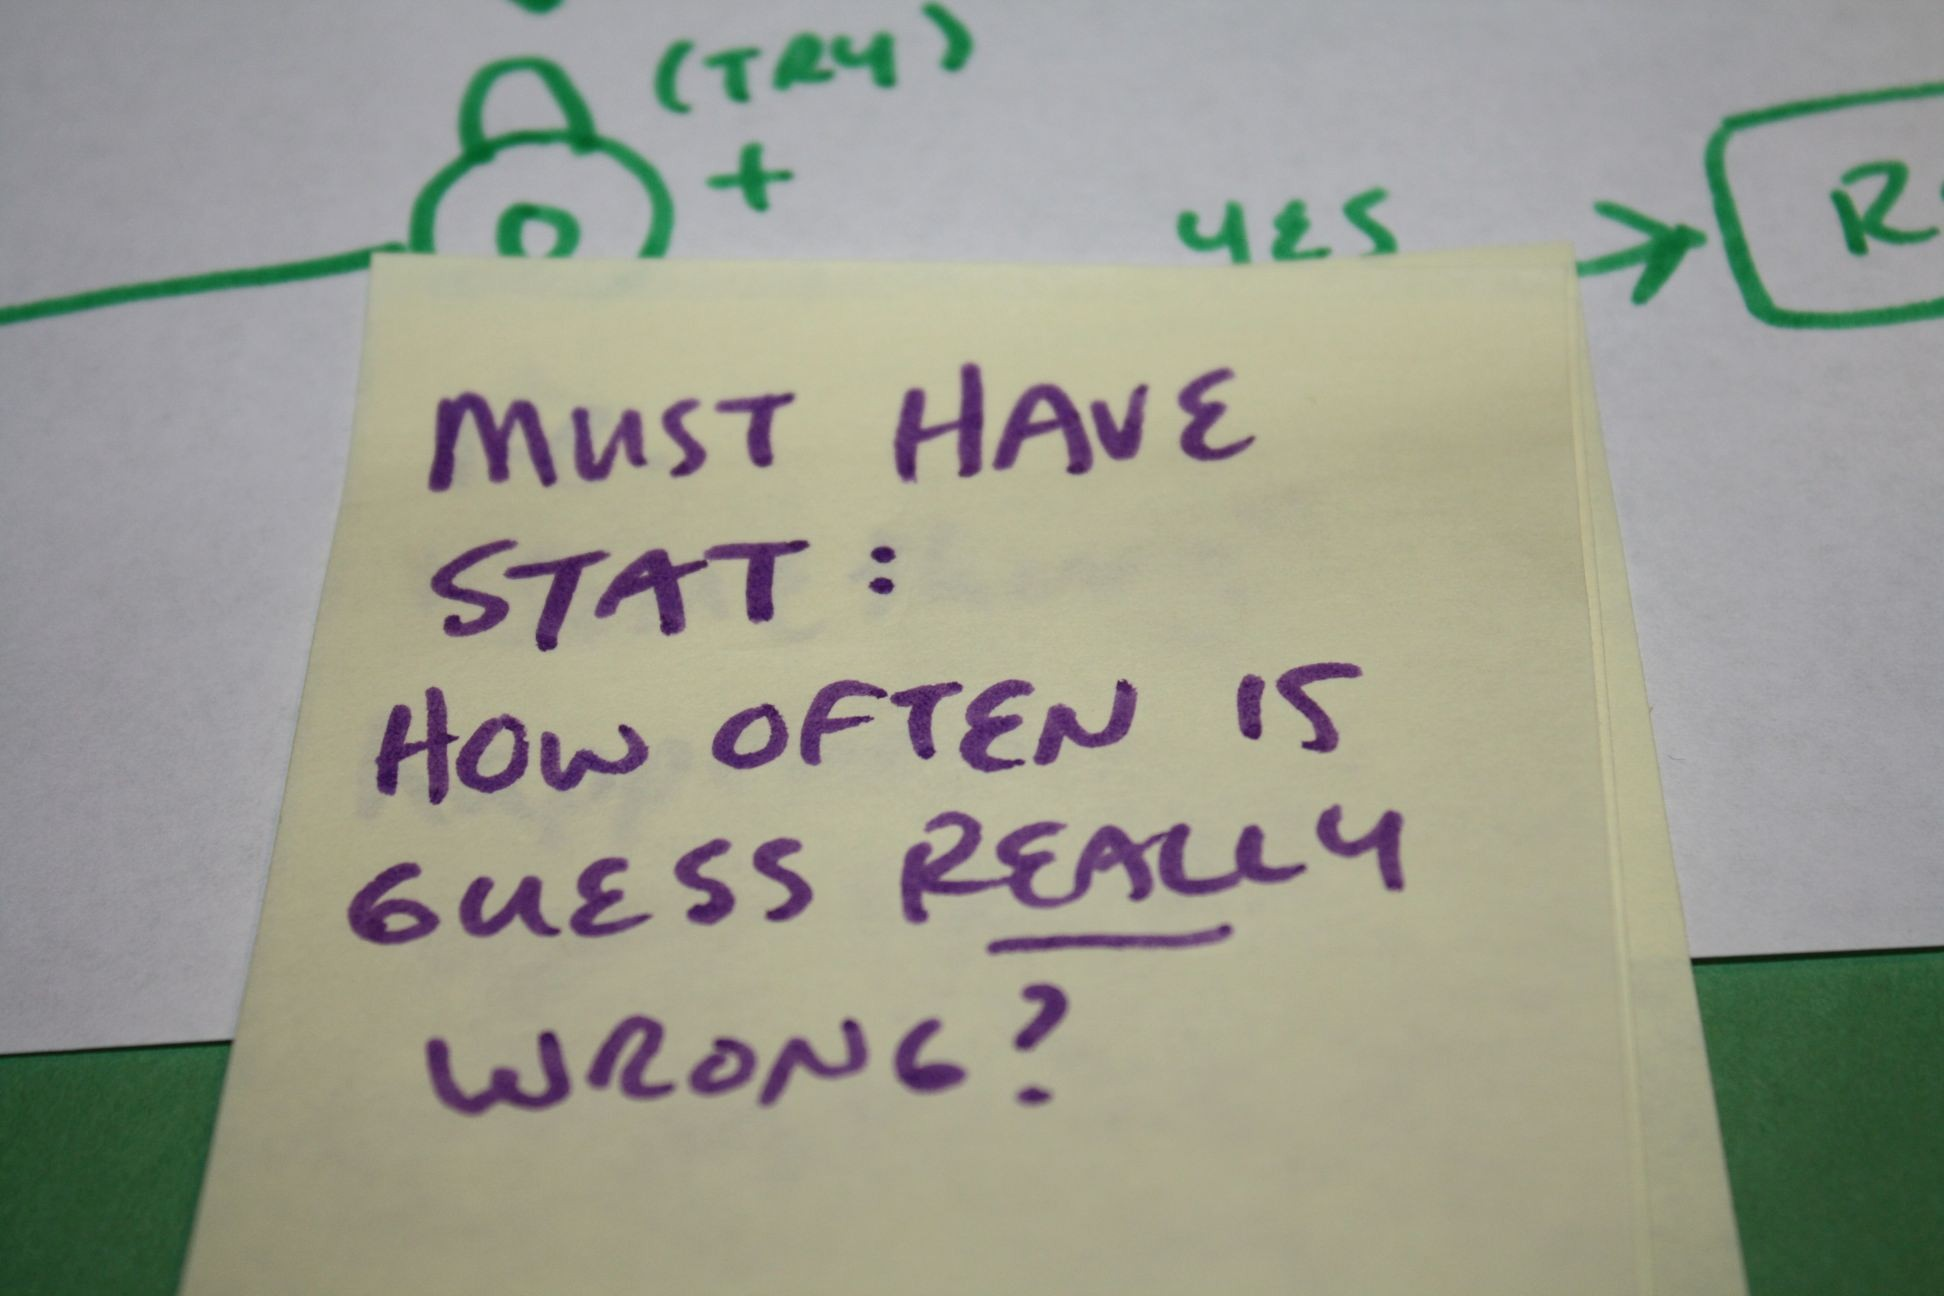 (TRY)
+
YES
MUST HAVE
STAT:
HOW OFTEN IS
GUESS REALLY
WRONG?